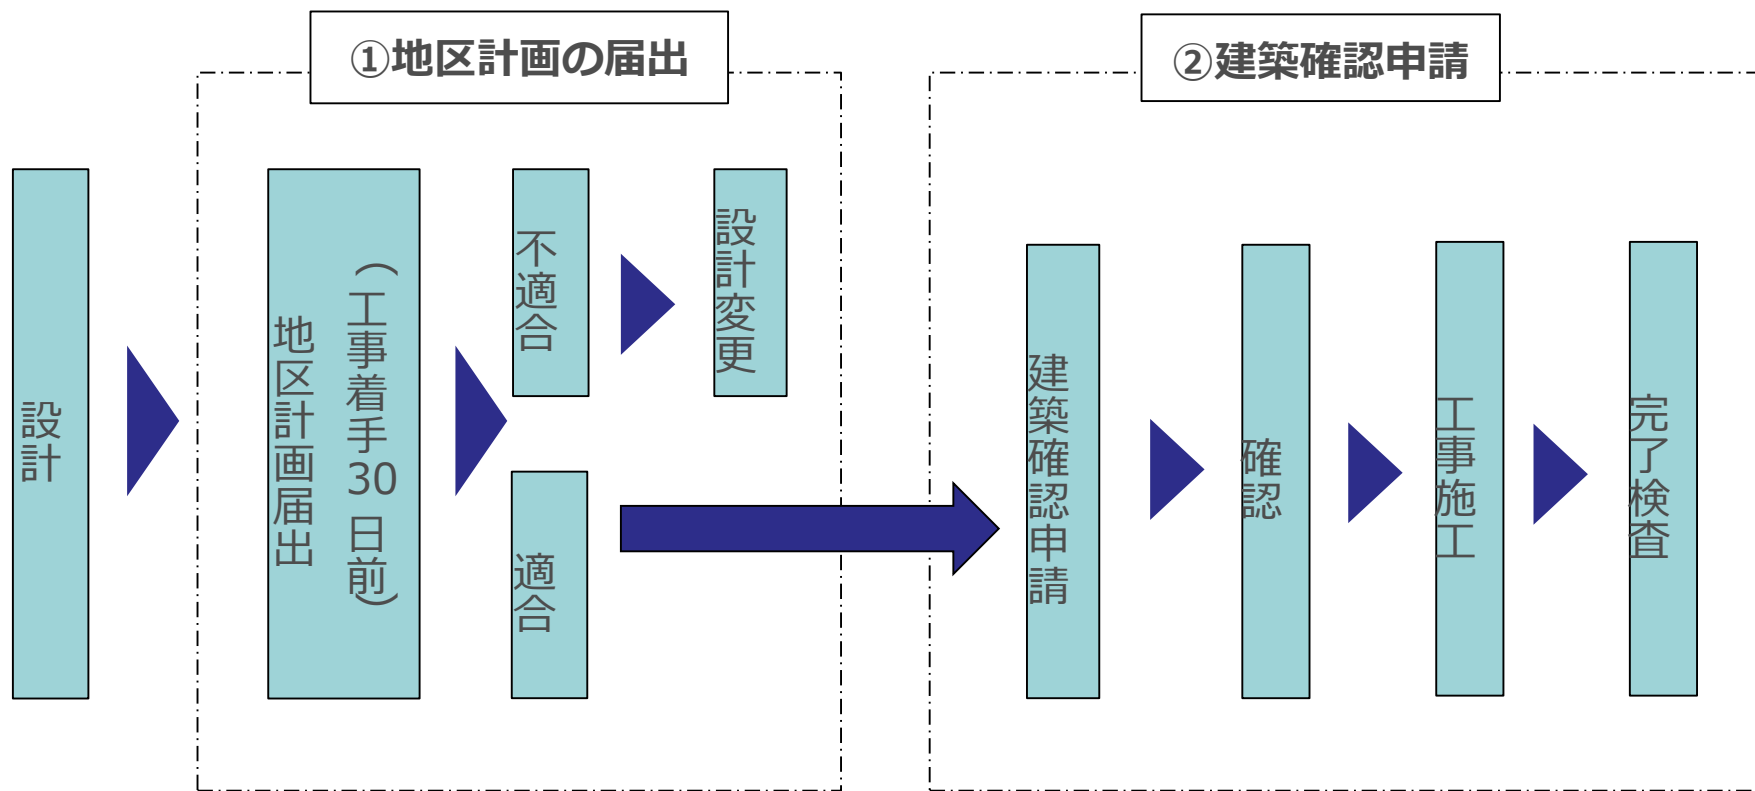 ①地区計画の届出
②建築確認申請
設計
地区計画届出
（工事着手30日前）
不適合
適合
設計変更
建築確認申請
確認
工事施工
完了検査